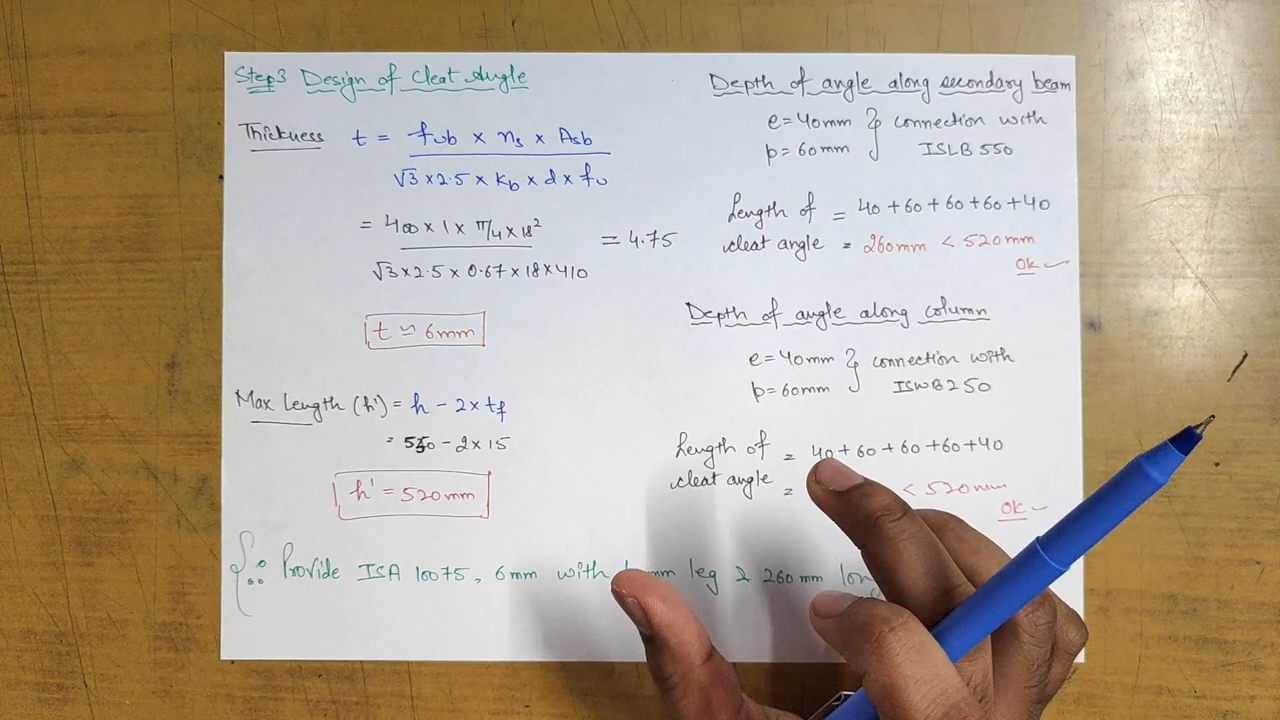 Step3 Design of Cleat Angle
Thickness t = fub × ns × Asb
√3 × 2.5 × Kb × d × fu
= 400 × 1 × π/4 × 18² = 4.75
√3 × 2.5 × 0.67 × 18 × 410
t ≃ 6mm
Max Length (h') = h - 2 × tf
= 550 - 2 × 15
h' = 520mm
Depth of angle along secondary beam
e = 40mm } connection with
p = 60mm ISLB 550
Length of = 40 + 60 + 60 + 60 + 40
cleat angle = 260mm < 520mm
Ok
Depth of angle along column
e = 40mm } connection with
p = 60mm ISWB 250
Length of = 40 + 60 + 60 + 60 + 40
cleat angle = < 520mm
Ok
∴ Provide ISA 10075, 6mm with mm leg & 260mm